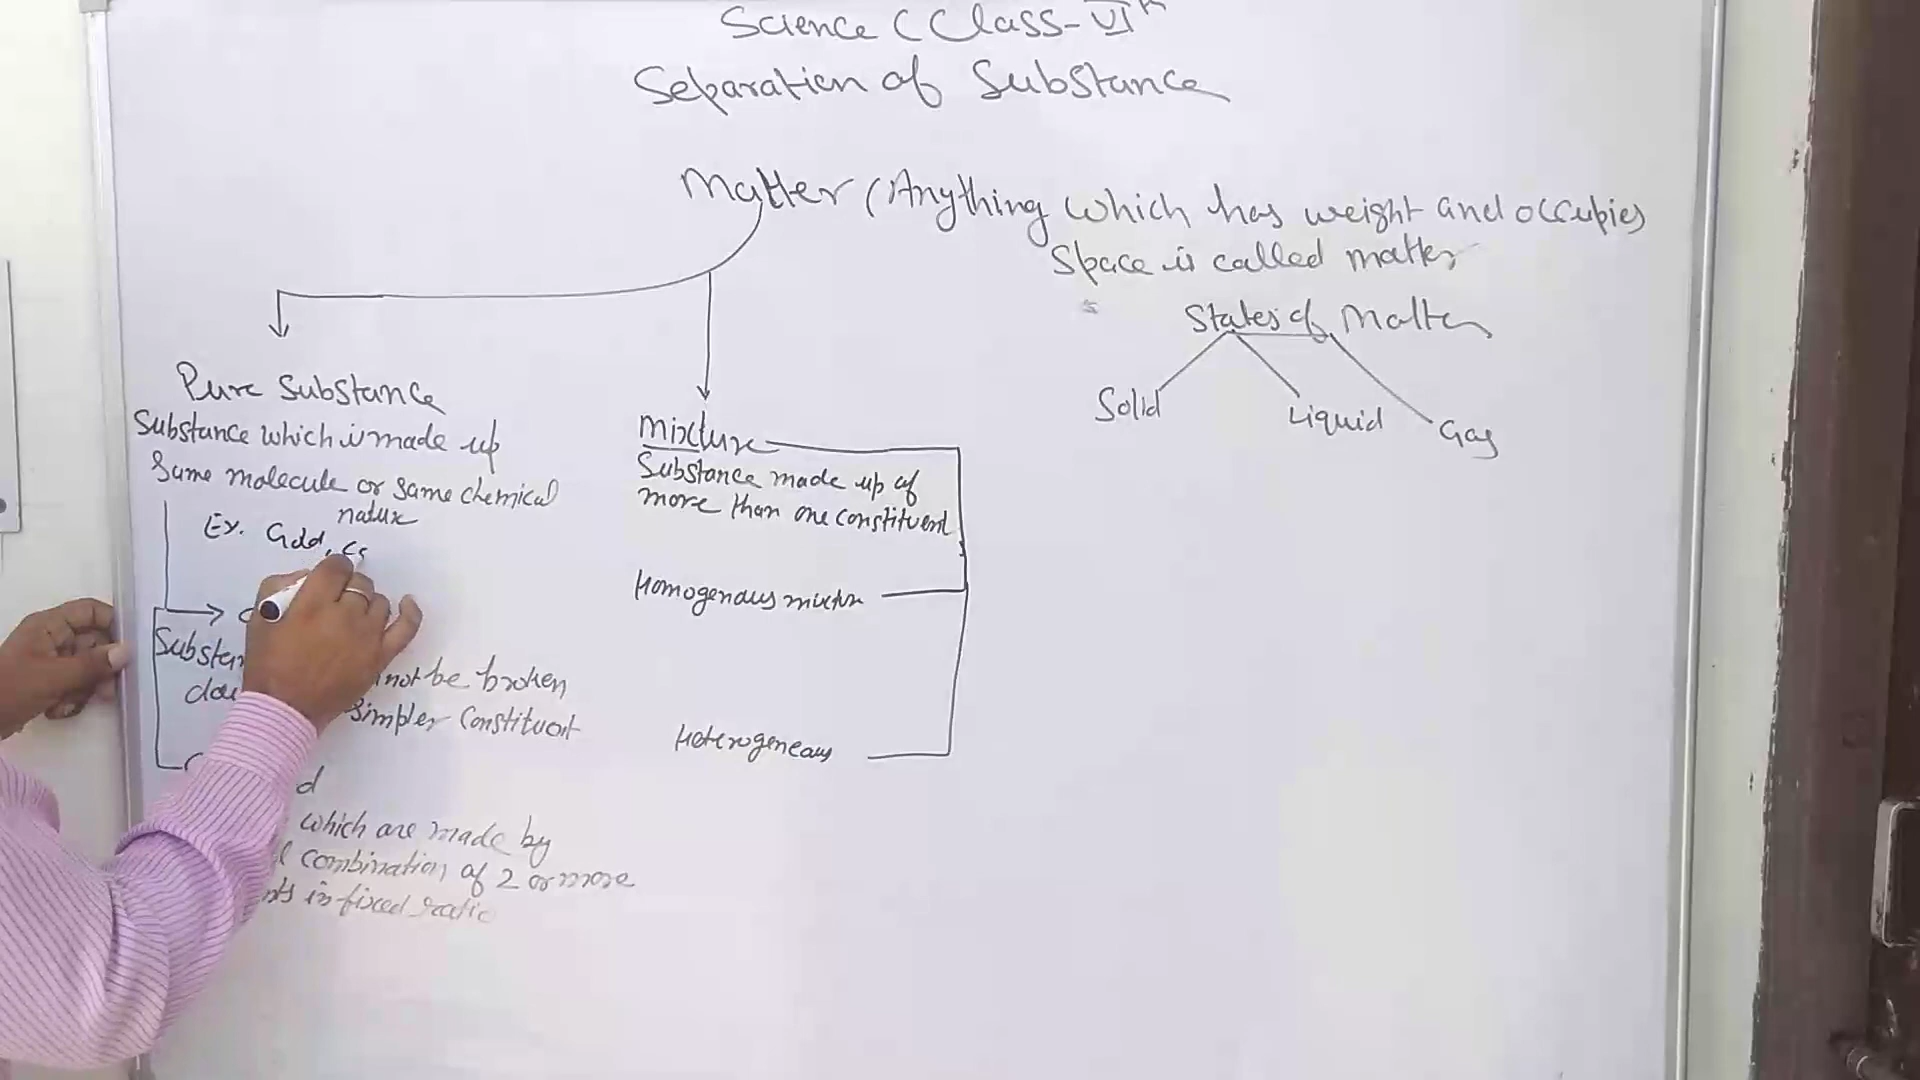 Science (Class-VIth
Separation of Substance
Matter (Anything which has weight and occupies
space is called matter
States of Matter
Solid
Liquid
Gas
Pure Substance
Substance which is made up
Same molecule or same chemical
nature
Ex. Gold,
Mixture
Substance made up of
more than one constituent
Homogenous mixture
not be broken
simpler constituent
Heterogeneous
which are made by
combination of 2 or more
in fixed ratio